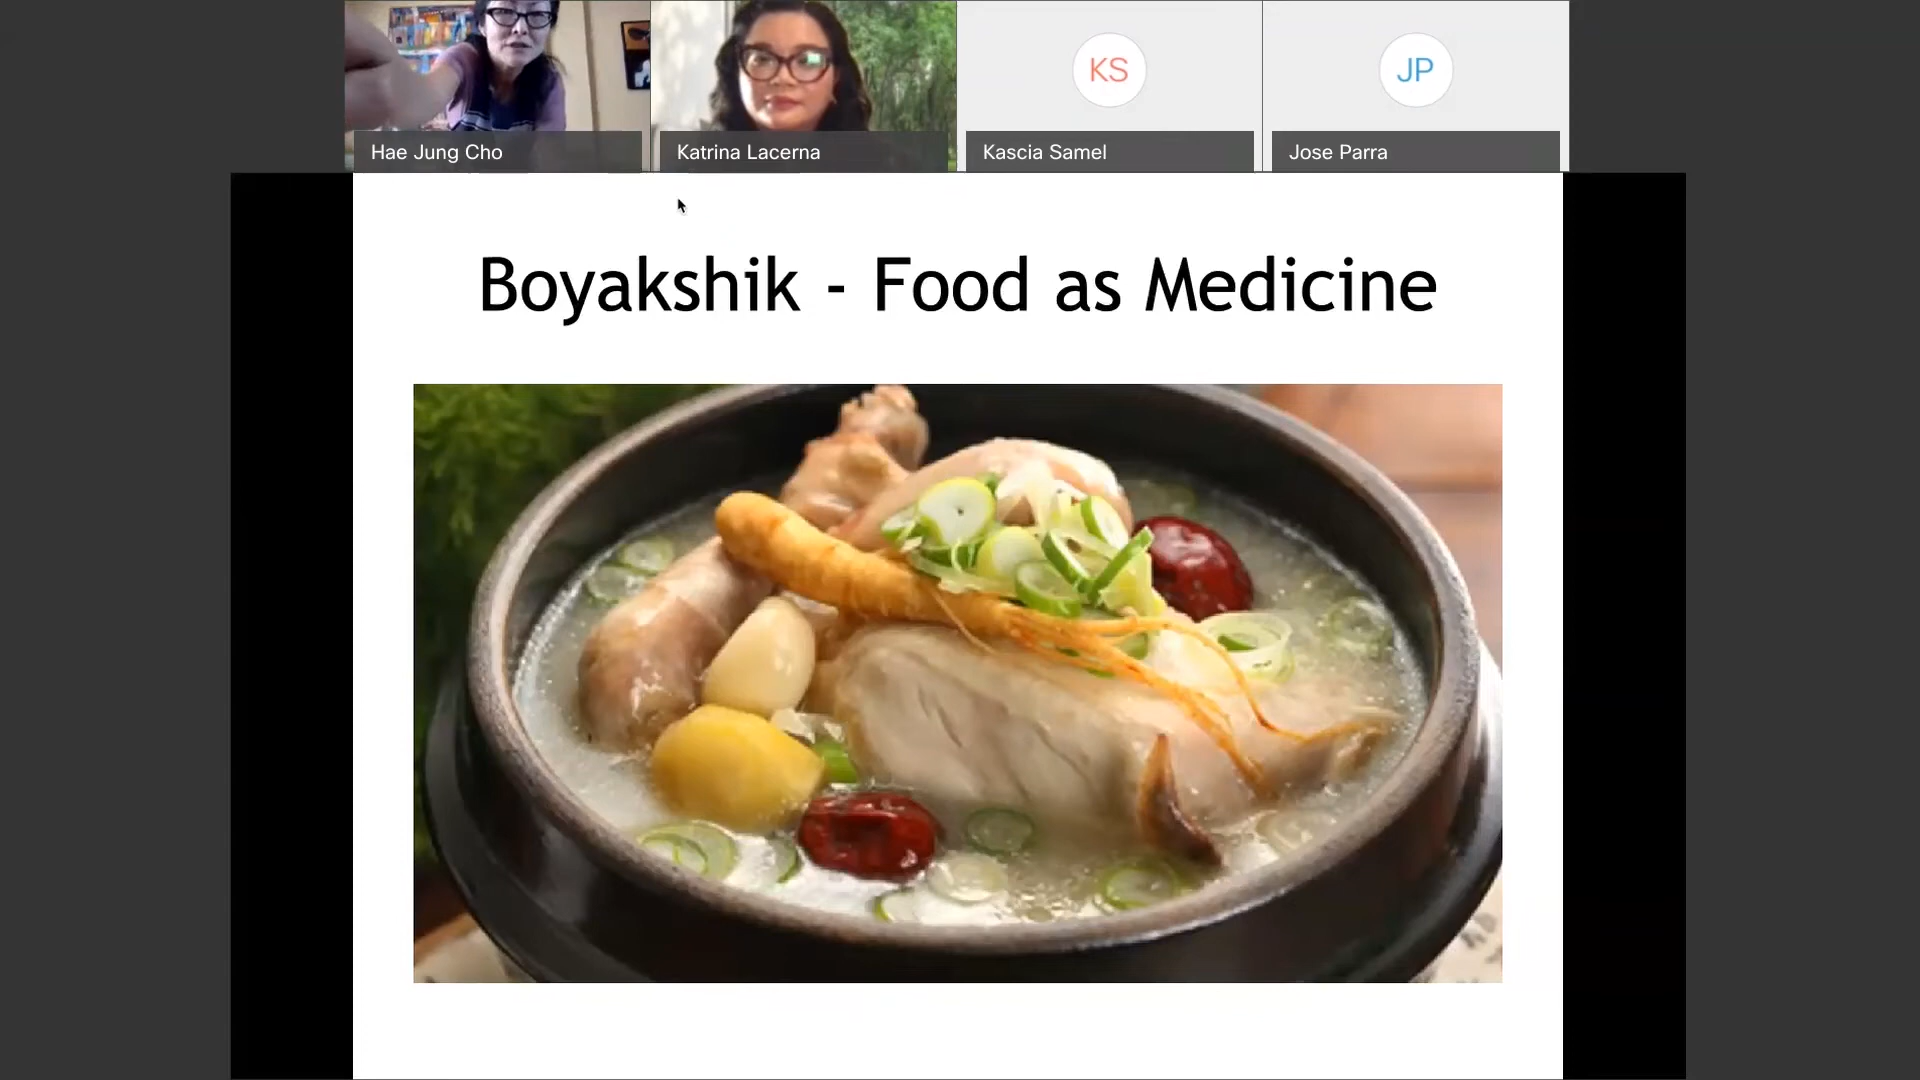 Hae Jung Cho
Katrina Lacerna
KS
Kascia Samel
JP
Jose Parra
Boyakshik - Food as Medicine